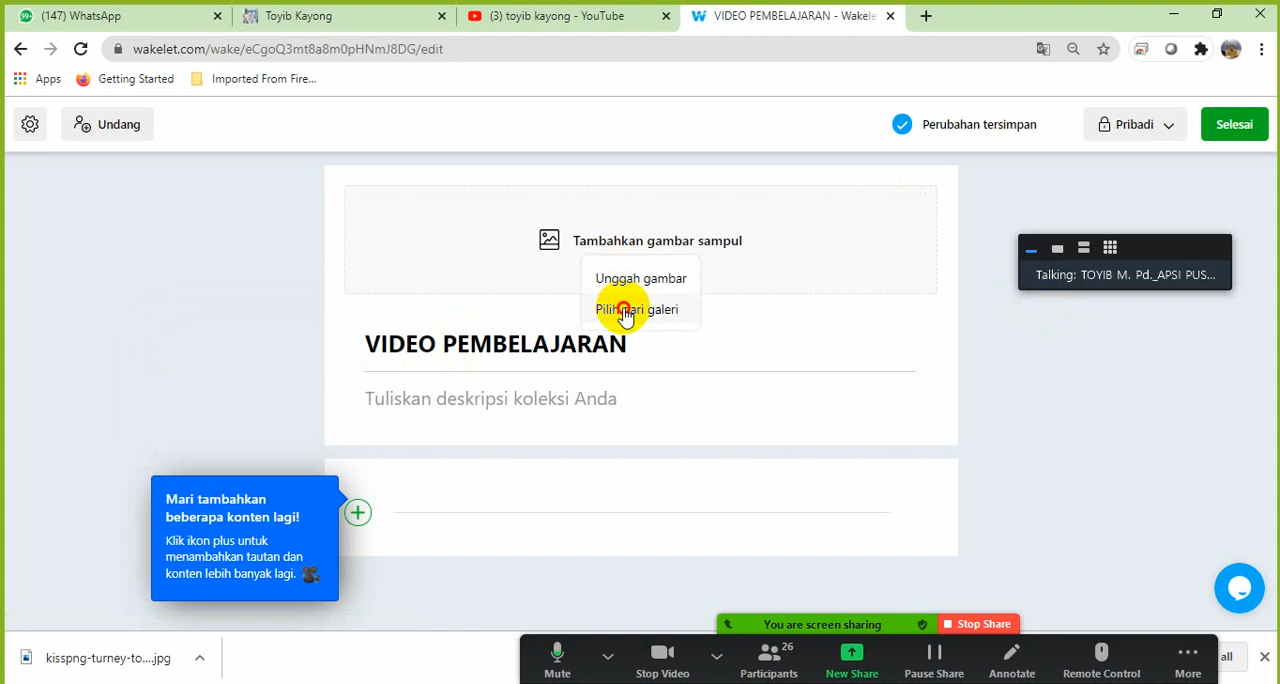 99+ (147) WhatsApp
Toyib Kayong
(3) toyib kayong - YouTube
VIDEO PEMBELAJARAN - Wakele
wakelet.com/wake/eCgoQ3mt8a8m0pHNmJ8DG/edit
Apps
Getting Started
Imported From Fire...
Undang
Perubahan tersimpan
Pribadi
Selesai
Tambahkan gambar sampul
Unggah gambar
Pilih dari galeri
Talking: TOYIB M. Pd._APSI PUS...
VIDEO PEMBELAJARAN
Tuliskan deskripsi koleksi Anda
Mari tambahkan
beberapa konten lagi!
Klik ikon plus untuk
menambahkan tautan dan
konten lebih banyak lagi.
You are screen sharing
Stop Share
kisspng-turney-to....jpg
Mute
Stop Video
26
Participants
New Share
Pause Share
Annotate
Remote Control
More
all